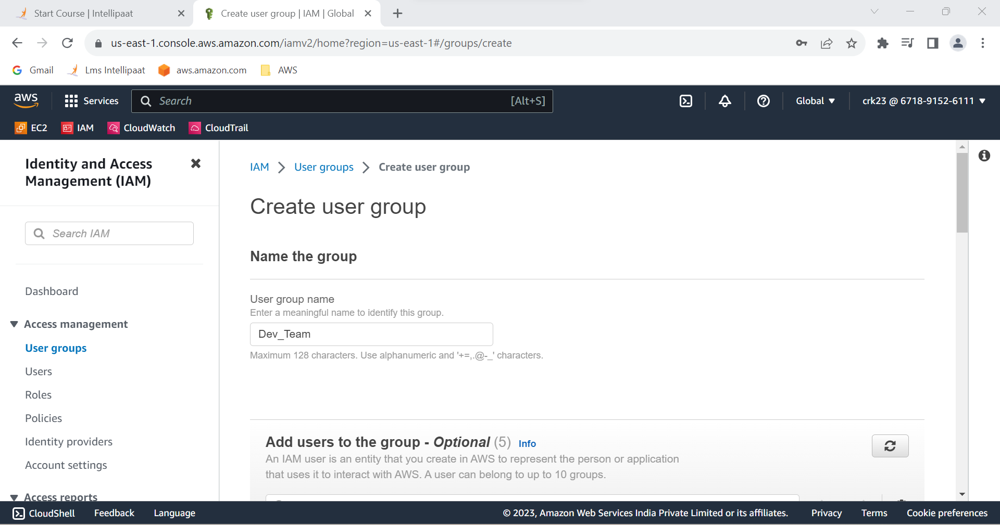 Start Course | Intellipaat
Create user group | IAM | Global
us-east-1.console.aws.amazon.com/iamv2/home?region=us-east-1#/groups/create
Gmail
Lms Intellipaat
aws.amazon.com
AWS
aws
Services
Search
[Alt+S]
Global
crk23 @ 6718-9152-6111
EC2
IAM
CloudWatch
CloudTrail
Identity and Access
Management (IAM)
Search IAM
Dashboard
Access management
User groups
Users
Roles
Policies
Identity providers
Account settings
Access reports
IAM
User groups
Create user group
Create user group
Name the group
User group name
Enter a meaningful name to identify this group.
Dev_Team
Maximum 128 characters. Use alphanumeric and '+=,.@-_' characters.
Add users to the group - Optional (5) Info
An IAM user is an entity that you create in AWS to represent the person or application
that uses it to interact with AWS. A user can belong to up to 10 groups.
CloudShell
Feedback
Language
© 2023, Amazon Web Services India Private Limited or its affiliates.
Privacy
Terms
Cookie preferences